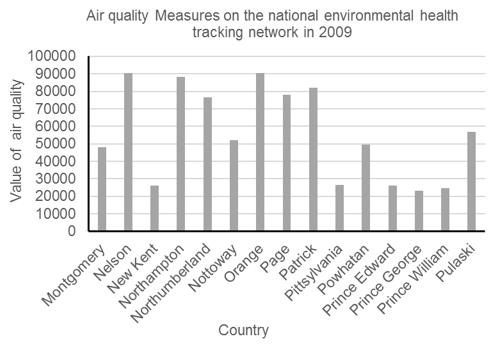 Air quality Measures on the national environmental health
tracking network in 2009
Value of air quality
100000
90000
80000
70000
60000
50000
40000
30000
20000
10000
0
Montgomery
Nelson
New Kent
Northampton
Northumberland
Nottoway
Orange
Page
Patrick
Pittsylvania
Powhatan
Prince Edward
Prince George
Prince William
Pulaski
Country